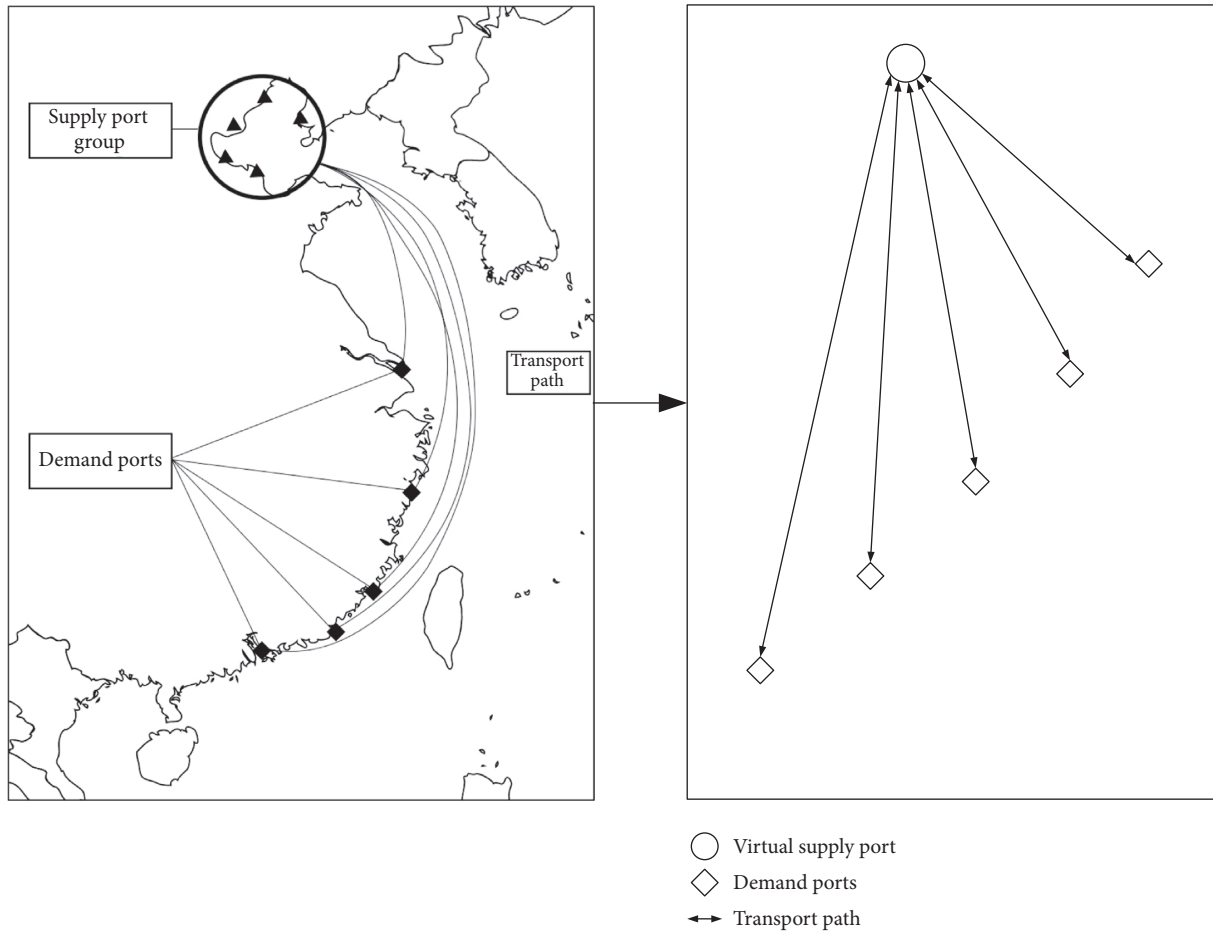 Supply port
group
Transport
path
Demand ports
Virtual supply port
Demand ports
Transport path